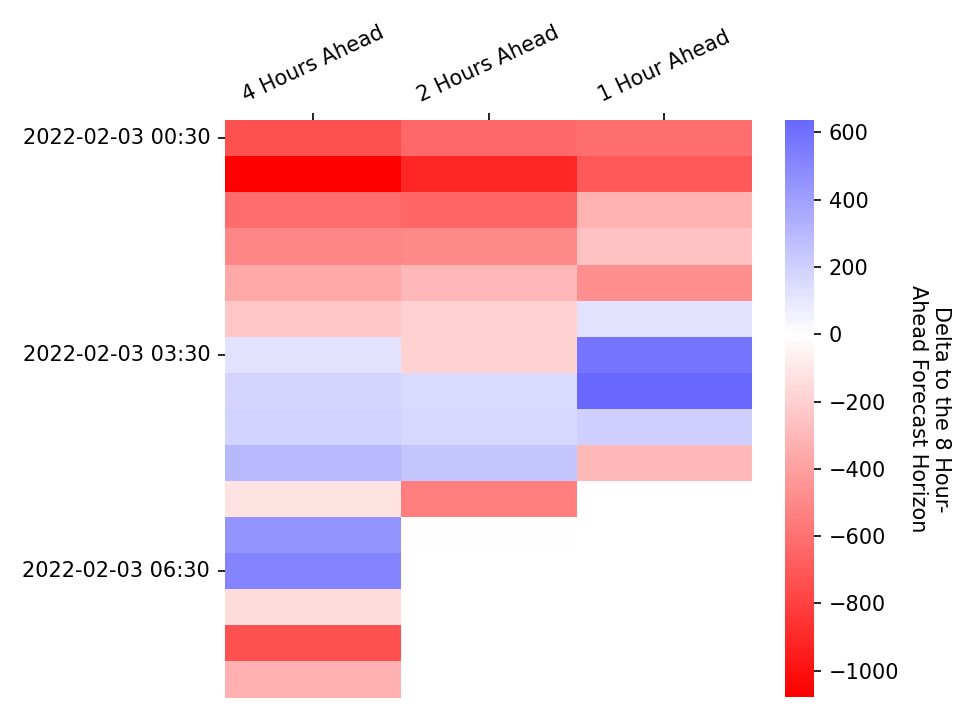 4 Hours Ahead
2 Hours Ahead
1 Hour Ahead
2022-02-03 00:30
2022-02-03 03:30
2022-02-03 06:30
600
400
200
0
−200
−400
−600
−800
−1000
Delta to the 8 Hour-
Ahead Forecast Horizon